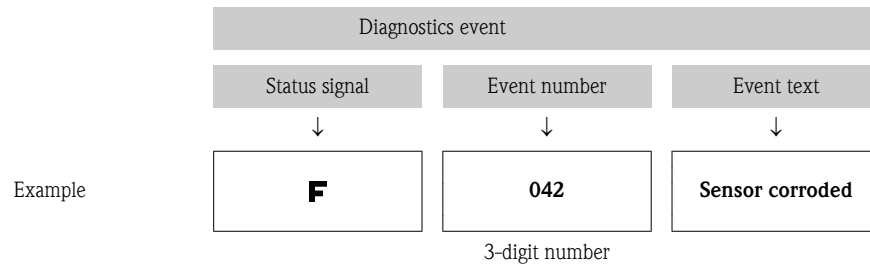 Diagnostics event
Status signal Event number Event text
↓ ↓ ↓
Example F 042 Sensor corroded
3-digit number